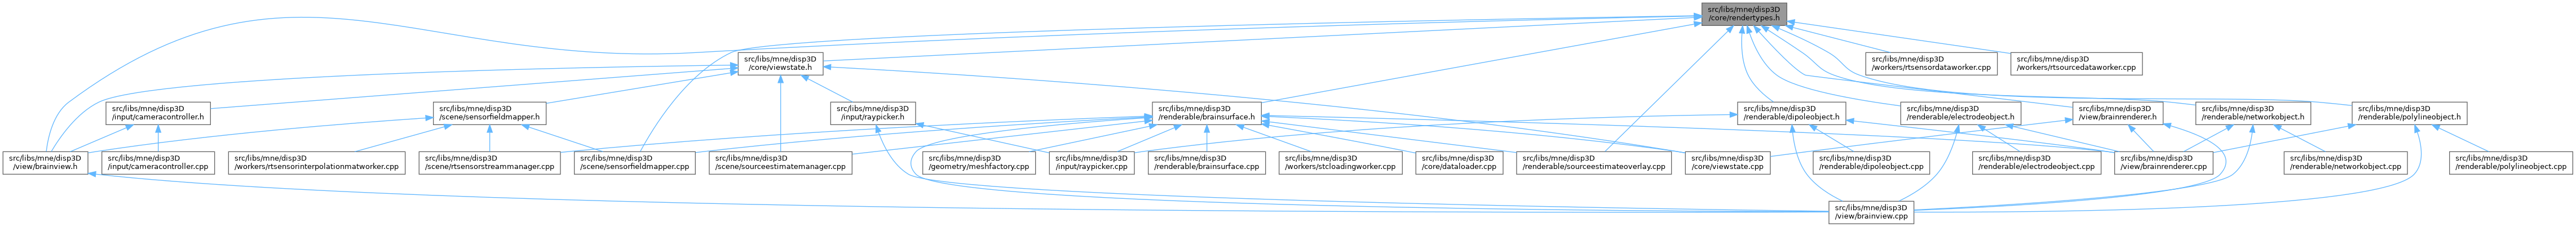 src/libs/mne/disp3D
/core/rendertypes.h
src/libs/mne/disp3D
/core/viewstate.h
src/libs/mne/disp3D
/workers/rtsensordataworker.cpp
src/libs/mne/disp3D
/workers/rtsourcedataworker.cpp
src/libs/mne/disp3D
/input/cameracontroller.h
src/libs/mne/disp3D
/scene/sensorfieldmapper.h
src/libs/mne/disp3D
/input/raypicker.h
src/libs/mne/disp3D
/renderable/brainsurface.h
src/libs/mne/disp3D
/renderable/dipoleobject.h
src/libs/mne/disp3D
/renderable/electrodeobject.h
src/libs/mne/disp3D
/view/brainrenderer.h
src/libs/mne/disp3D
/renderable/networkobject.h
src/libs/mne/disp3D
/renderable/polylineobject.h
src/libs/mne/disp3D
/view/brainview.h
src/libs/mne/disp3D
/input/cameracontroller.cpp
src/libs/mne/disp3D
/workers/rtsensorinterpolationmatworker.cpp
src/libs/mne/disp3D
/scene/rtsensorstreammanager.cpp
src/libs/mne/disp3D
/scene/sensorfieldmapper.cpp
src/libs/mne/disp3D
/scene/sourceestimatemanager.cpp
src/libs/mne/disp3D
/geometry/meshfactory.cpp
src/libs/mne/disp3D
/input/raypicker.cpp
src/libs/mne/disp3D
/renderable/brainsurface.cpp
src/libs/mne/disp3D
/workers/stcloadingworker.cpp
src/libs/mne/disp3D
/core/dataloader.cpp
src/libs/mne/disp3D
/renderable/sourceestimateoverlay.cpp
src/libs/mne/disp3D
/core/viewstate.cpp
src/libs/mne/disp3D
/renderable/dipoleobject.cpp
src/libs/mne/disp3D
/renderable/electrodeobject.cpp
src/libs/mne/disp3D
/view/brainrenderer.cpp
src/libs/mne/disp3D
/renderable/networkobject.cpp
src/libs/mne/disp3D
/renderable/polylineobject.cpp
src/libs/mne/disp3D
/view/brainview.cpp